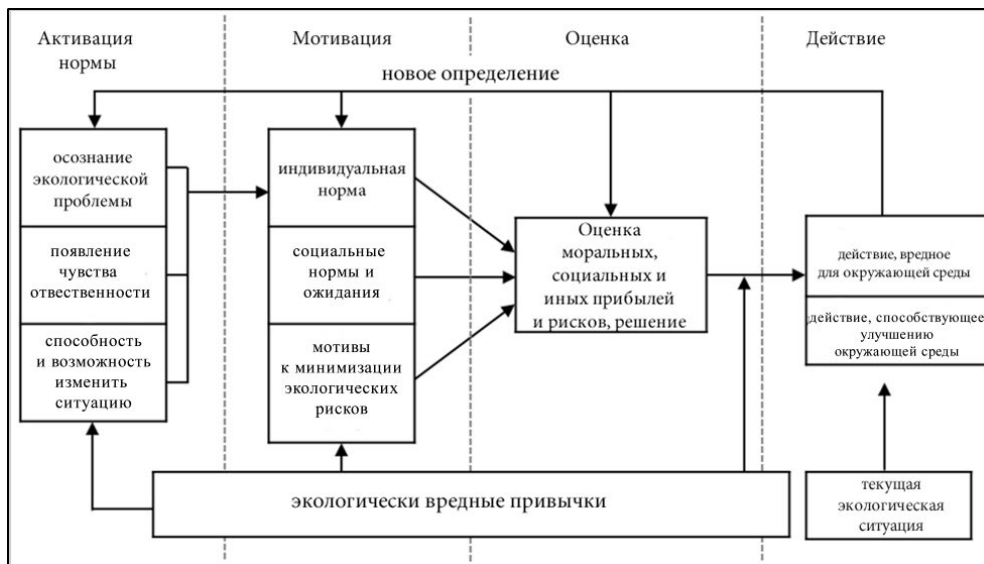 Активация
нормы
Мотивация
Оценка
Действие
новое определение
осознание
экологической
проблемы
появление
чувства
отвественности
способность
и возможность
изменить
ситуацию
индивидуальная
норма
социальные
нормы и
ожидания
мотивы
к минимизации
экологических
рисков
Оценка
моральных,
социальных и
иных прибылей
и рисков, решение
действие, вредное
для окружающей среды
действие, способствующее
улучшению
окружающей среды
экологически вредные привычки
текущая
экологическая
ситуация